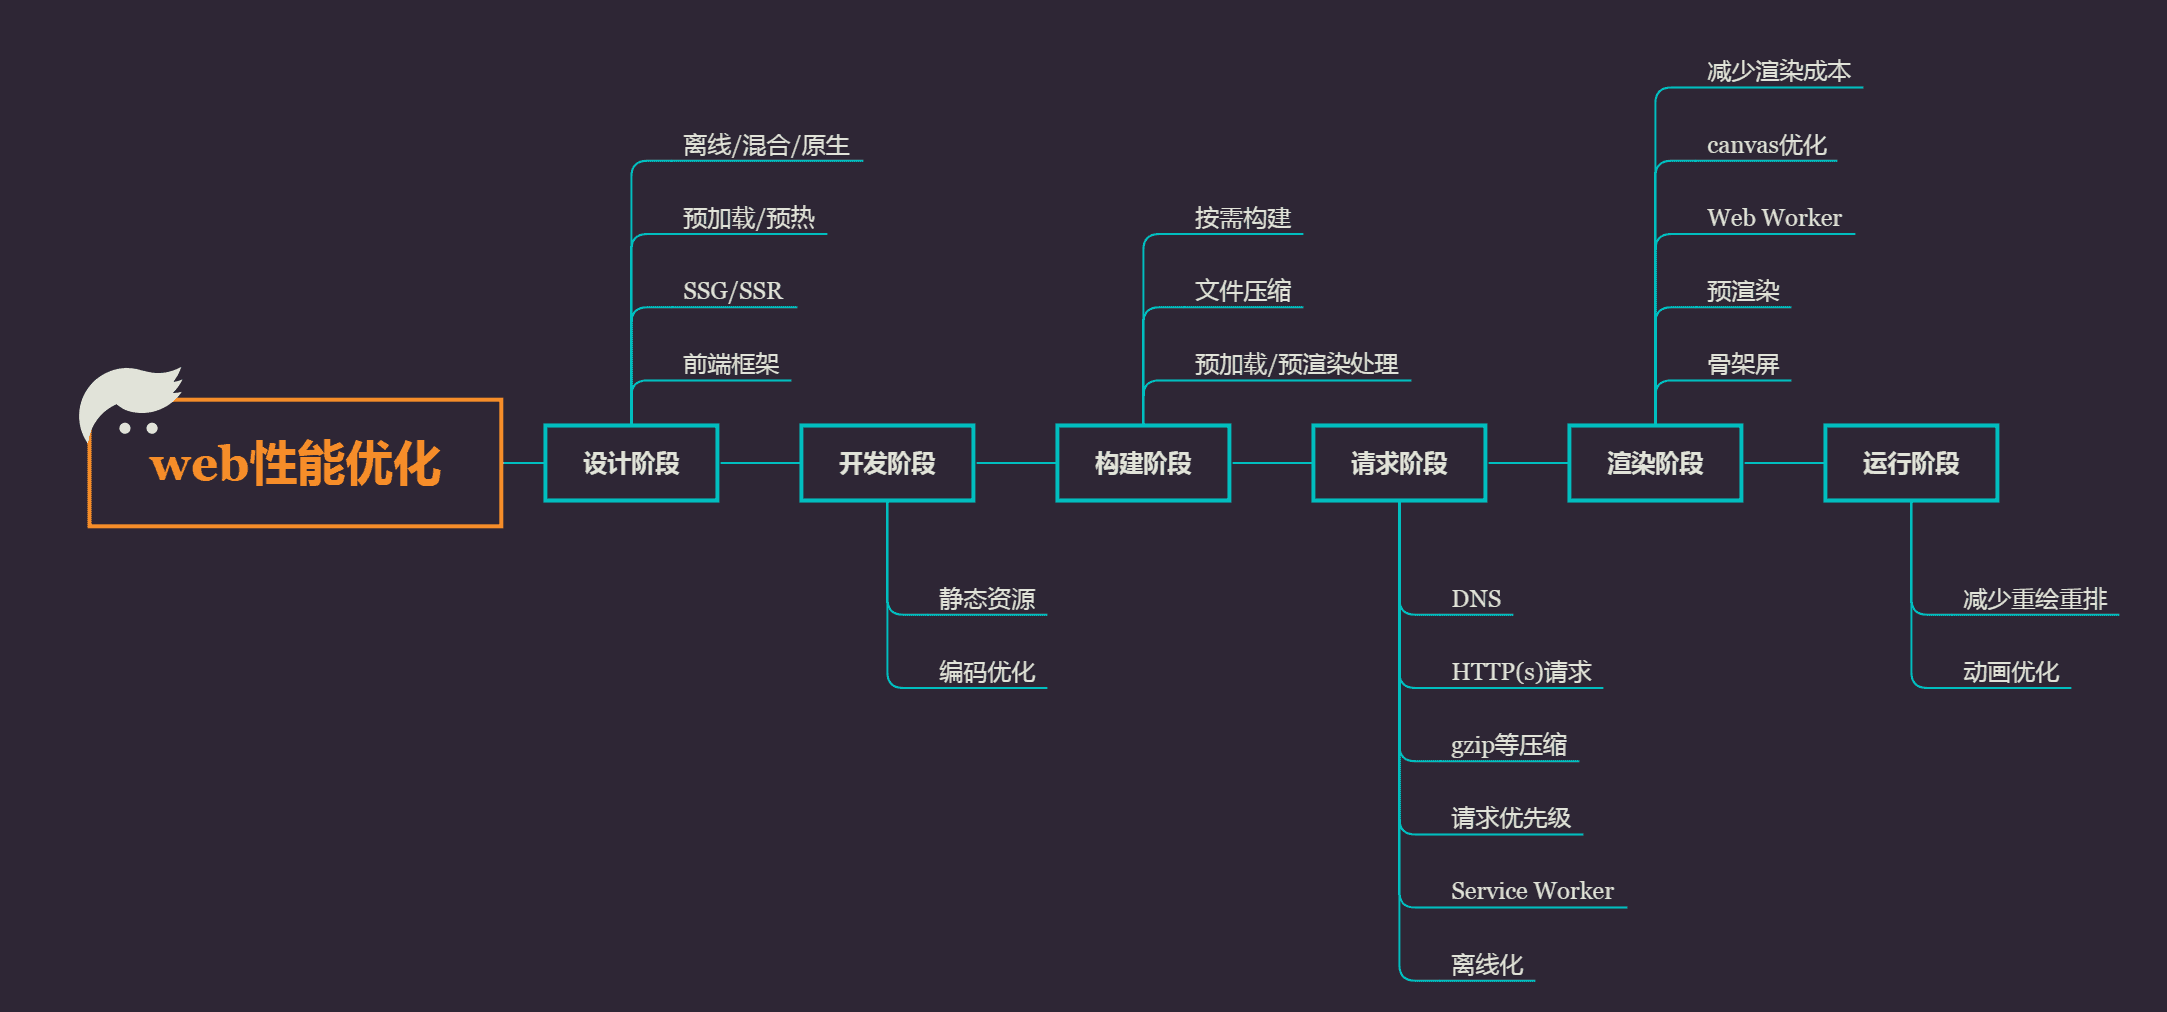 web性能优化
设计阶段
离线/混合/原生
预加载/预热
SSG/SSR
前端框架
开发阶段
静态资源
编码优化
构建阶段
按需构建
文件压缩
预加载/预渲染处理
请求阶段
DNS
HTTP(s)请求
gzip等压缩
请求优先级
Service Worker
离线化
渲染阶段
减少渲染成本
canvas优化
Web Worker
预渲染
骨架屏
运行阶段
减少重绘重排
动画优化